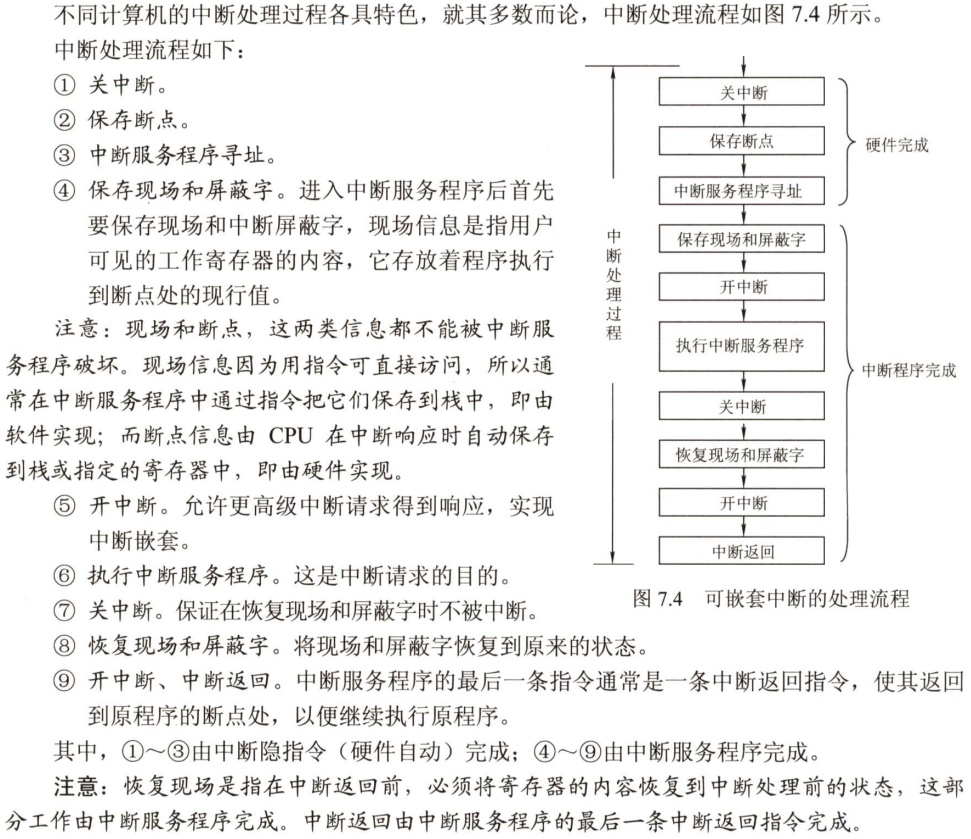 不同计算机的中断处理过程各具特色，就其多数而论，中断处理流程如图 7.4 所示。
中断处理流程如下：
① 关中断。
② 保存断点。
③ 中断服务程序寻址。
④ 保存现场和屏蔽字。进入中断服务程序后首先
要保存现场和中断屏蔽字，现场信息是指用户
可见的工作寄存器的内容，它存放着程序执行
到断点处的现行值。
注意：现场和断点，这两类信息都不能被中断服
务程序破坏。现场信息因为用指令可直接访问，所以通
常在中断服务程序中通过指令把它们保存到栈中，即由
软件实现；而断点信息由 CPU 在中断响应时自动保存
到栈或指定的寄存器中，即由硬件实现。
⑤ 开中断。允许更高级中断请求得到响应，实现
中断嵌套。
⑥ 执行中断服务程序。这是中断请求的目的。
⑦ 关中断。保证在恢复现场和屏蔽字时不被中断。
⑧ 恢复现场和屏蔽字。将现场和屏蔽字恢复到原来的状态。
⑨ 开中断、中断返回。中断服务程序的最后一条指令通常是一条中断返回指令，使其返回
到原程序的断点处，以便继续执行原程序。
其中，①～③由中断隐指令（硬件自动）完成；④～⑨由中断服务程序完成。
注意：恢复现场是指在中断返回前，必须将寄存器的内容恢复到中断处理前的状态，这部
分工作由中断服务程序完成。中断返回由中断服务程序的最后一条中断返回指令完成。
中断处理过程
关中断
保存断点
中断服务程序寻址
硬件完成
保存现场和屏蔽字
开中断
执行中断服务程序
关中断
恢复现场和屏蔽字
开中断
中断返回
中断程序完成
图 7.4 可嵌套中断的处理流程